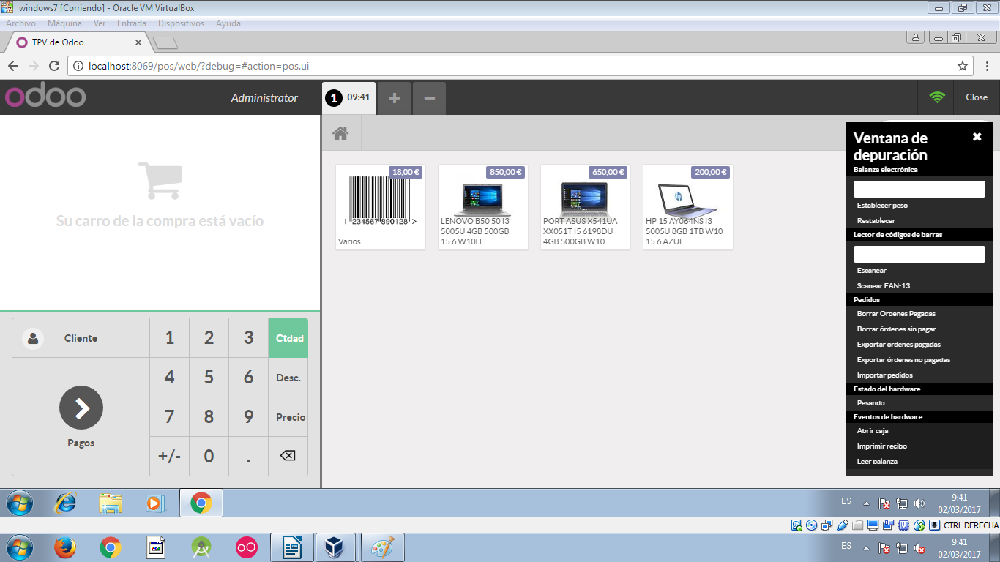 windows7 [Corriendo] - Oracle VM VirtualBox
Archivo Máquina Ver Entrada Dispositivos Ayuda
TPV de Odoo
localhost:8069/pos/web/?debug=#action=pos.ui
odoo
Administrator
1 09:41
Close
Su carro de la compra está vacío
18,00 €
1 234567 890128 >
Varios
850,00 €
LENOVO B50 50 I3
5005U 4GB 500GB
15.6 W10H
650,00 €
PORT ASUS X541UA
XX051T I5 6198DU
4GB 500GB W10
200,00 €
HP 15 AY064NS I3
5005U 8GB 1TB W10
15.6 AZUL
Ventana de
depuración
Balanza electrónica
Establecer peso
Restablecer
Lector de códigos de barras
Escanear
Scanear EAN-13
Pedidos
Borrar Órdenes Pagadas
Borrar órdenes sin pagar
Exportar órdenes pagadas
Exportar órdenes no pagadas
Importar pedidos
Estado del hardware
Pesando
Eventos de hardware
Abrir caja
Imprimir recibo
Leer balanza
Cliente
1 2 3 Ctdad
4 5 6 Desc.
7 8 9 Precio
+/- 0 .
Pagos
ES
9:41
02/03/2017
CTRL DERECHA
ES
9:41
02/03/2017